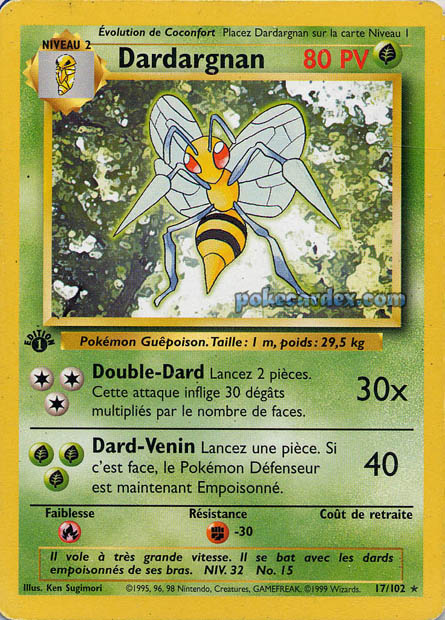 Évolution de Coconfort Placez Dardargnan sur la carte Niveau 1
NIVEAU 2
Dardargnan 80 PV
pokecardex.com
EDITION
1
Pokémon Guêpoison. Taille: 1 m, poids: 29,5 kg
Double-Dard Lancez 2 pièces.
Cette attaque inflige 30 dégâts
multipliés par le nombre de faces.
30x
Dard-Venin Lancez une pièce. Si
c'est face, le Pokémon Défenseur
est maintenant Empoisonné.
40
Faiblesse Résistance Coût de retraite
-30
Il vole à très grande vitesse. Il se bat avec les dards
empoisonnés de ses bras. NIV. 32 No. 15
Illus. Ken Sugimori ©1995, 96, 98 Nintendo, Creatures, GAMEFREAK. ©1999 Wizards. 17/102 ★